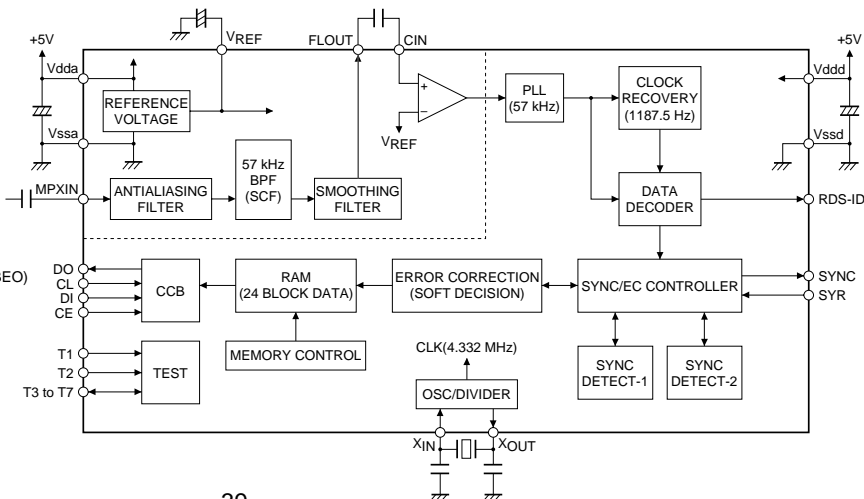 +5V
VREF
FLOUT
CIN
+5V
Vdda
REFERENCE
VOLTAGE
Vssa
+
−
VREF
PLL
(57 kHz)
CLOCK
RECOVERY
(1187.5 Hz)
Vddd
Vssd
MPXIN
ANTIALIASING
FILTER
57 kHz
BPF
(SCF)
SMOOTHING
FILTER
DATA
DECODER
RDS-ID
DO
CL
DI
CE
CCB
RAM
(24 BLOCK DATA)
ERROR CORRECTION
(SOFT DECISION)
SYNC/EC CONTROLLER
SYNC
SYR
T1
T2
T3 to T7
TEST
MEMORY CONTROL
CLK(4.332 MHz)
OSC/DIVIDER
SYNC
DETECT-1
SYNC
DETECT-2
XIN
XOUT